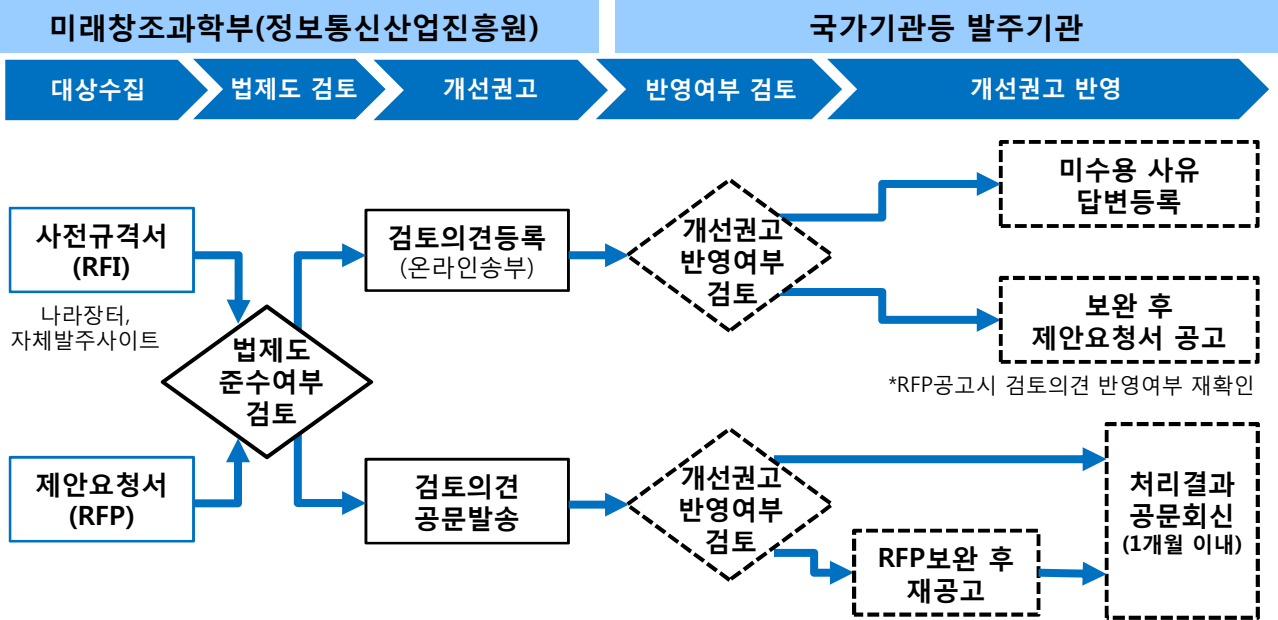 미래창조과학부(정보통신산업진흥원)
국가기관등 발주기관
대상수집
법제도 검토
개선권고
반영여부 검토
개선권고 반영
사전규격서
(RFI)
나라장터,
자체발주사이트
제안요청서
(RFP)
법제도
준수여부
검토
검토의견등록
(온라인송부)
검토의견
공문발송
개선권고
반영여부
검토
미수용 사유
답변등록
보완 후
제안요청서 공고
*RFP공고시 검토의견 반영여부 재확인
개선권고
반영여부
검토
RFP보완 후
재공고
처리결과
공문회신
(1개월 이내)